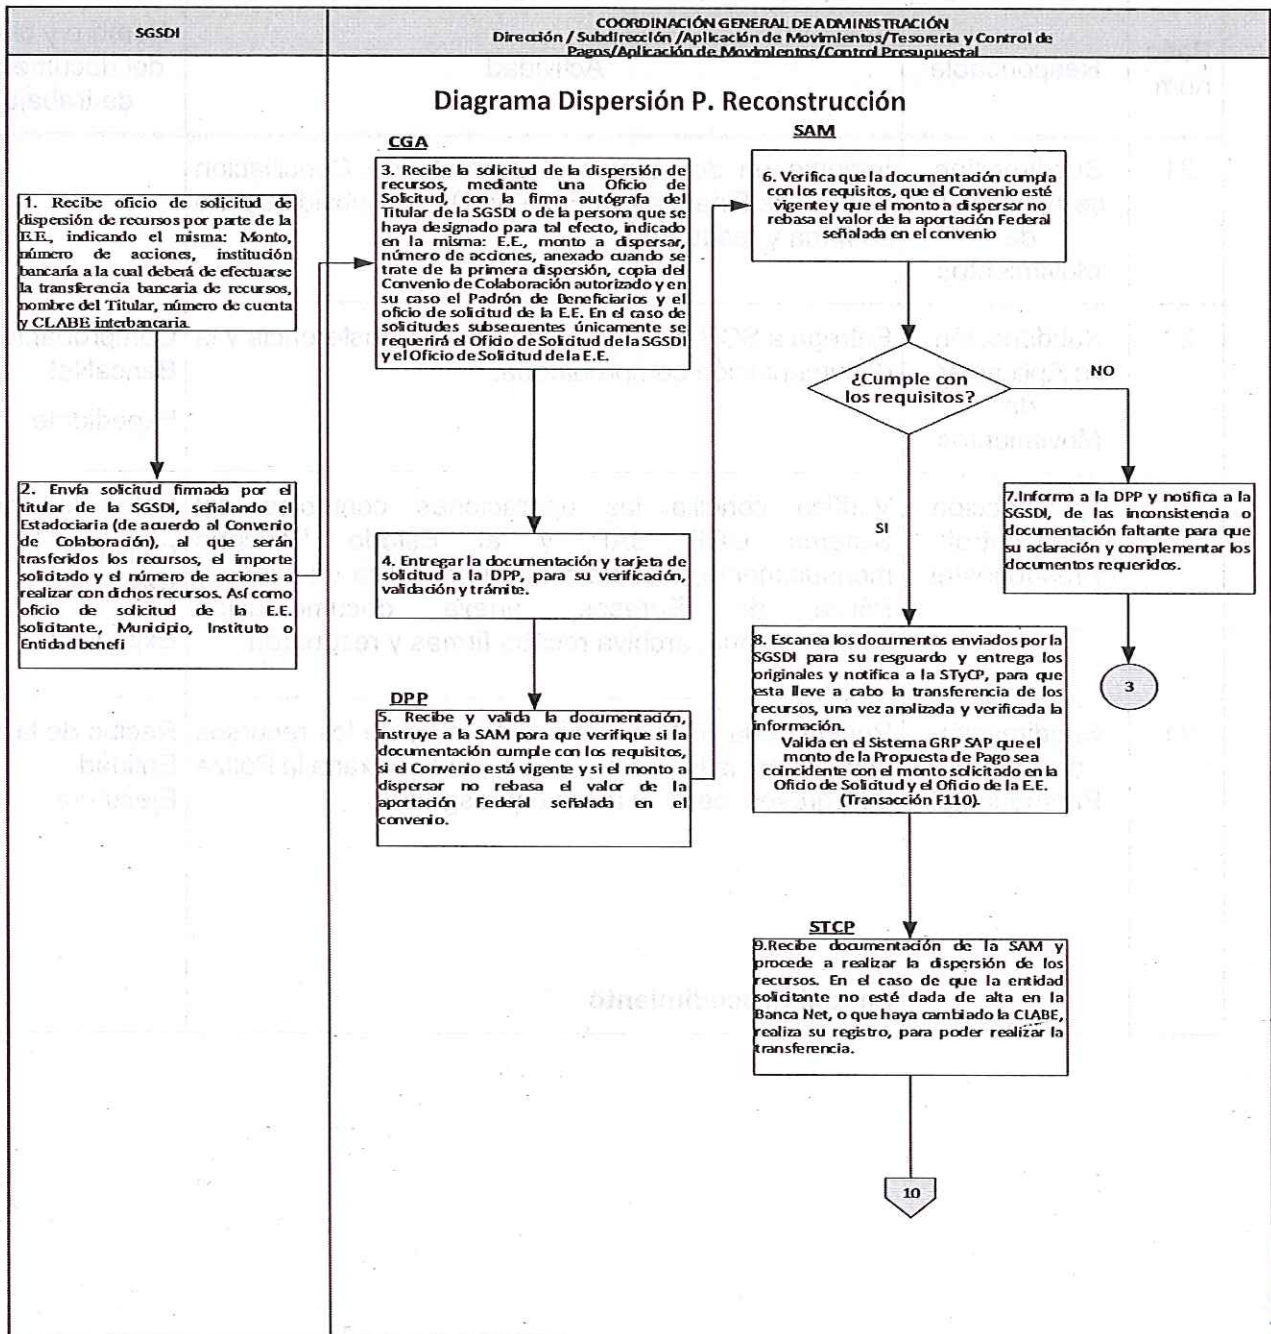 SGSDI
COORDINACIÓN GENERAL DE ADMINISTRACIÓN
Dirección / Subdirección /Aplicación de Movimientos/Tesorería y Control de
Pagos/Aplicación de Movimientos/Control Presupuestal
Diagrama Dispersión P. Reconstrucción
1. Recibe oficio de solicitud de
dispersión de recursos por parte se la
E.E., indicando el misma: Monto,
número de acciones, institución
bancaría a la cual deberá de efectuarse
la transferencia bancaria de recursos,
nombre del Titular, número de cuenta
y CLABE interbancaria.
2. Envía solicitud firmada por el
titular de la SGSDI, señalando el
Estadociaria (de acuerdo al Convenio
de Colaboración), al que serán
trasferidos los recursos, el importe
solicitado y el número de acciones a
realizar con dichos recursos. Así como
oficio de solicitud de la E.E.
solicitante, Municipio, Instituto o
Entidad benefi
CGA
3. Recibe la solicitud de la dispersión de
recursos, mediante una Oficio de
Solicitud, con la firma autógrafa del
Titular de la SGSDI o de la persona que se
haya designado para tal efecto, indicado
en la misma: E.E., monto a dispersar,
número de acciones, anexado cuando se
trate de la primera dispersión, copia del
Convenio de Colaboración autorizado y en
su caso el Padrón de Beneficiarios y el
oficio de solicitud de la E.E. En el caso de
solicitudes subsecuentes únicamente se
requerirá el Oficio de Solicitud de la SGSDI
y el Oficio de Solicitud de la E.E.
4. Entregar la documentación y tarjeta de
solicitud a la DPP, para su verificación,
validación y trámite.
DPP
5. Recibe y valida la documentación,
instruye a la SAM para que verifique si la
documentación cumple con los requisitos,
si el Convenio está vigente y si el monto a
dispersar no rebasa el valor de la
aportación Federal señalada en el
convenio.
SAM
6. Verifica que la documentación cumpla
con los requisitos, que el Convenio esté
vigente y que el monto a dispersar no
rebasa el valor de la aportación Federal
señalada en el convenio
¿Cumple con
los requisitos?
NO
SI
7.Informa a la DPP y notifica a la
SGSDI, de las inconsistencia o
documentación faltante para que
su aclaración y complementar los
documentos requeridos.
3
8. Escanea los documentos enviados por la
SGSDI para su resguardo y entrega los
originales y notifica a la STyCP, para que
esta lleve a cabo la transferencia de los
recursos, una vez analizada y verificada la
información.
Valida en el Sistema GRP SAP que el
monto de la Propuesta de Pago sea
coincidente con el monto solicitado en la
Oficio de Solicitud y el Oficio de la E.E.
(Transacción F110).
STCP
9.Recibe documentación de la SAM y
procede a realizar la dispersión de los
recursos. En el caso de que la entidad
solicitante no esté dada de alta en la
Banca Net, o que haya cambiado la CLABE,
realiza su registro, para poder realizar la
transferencia.
10